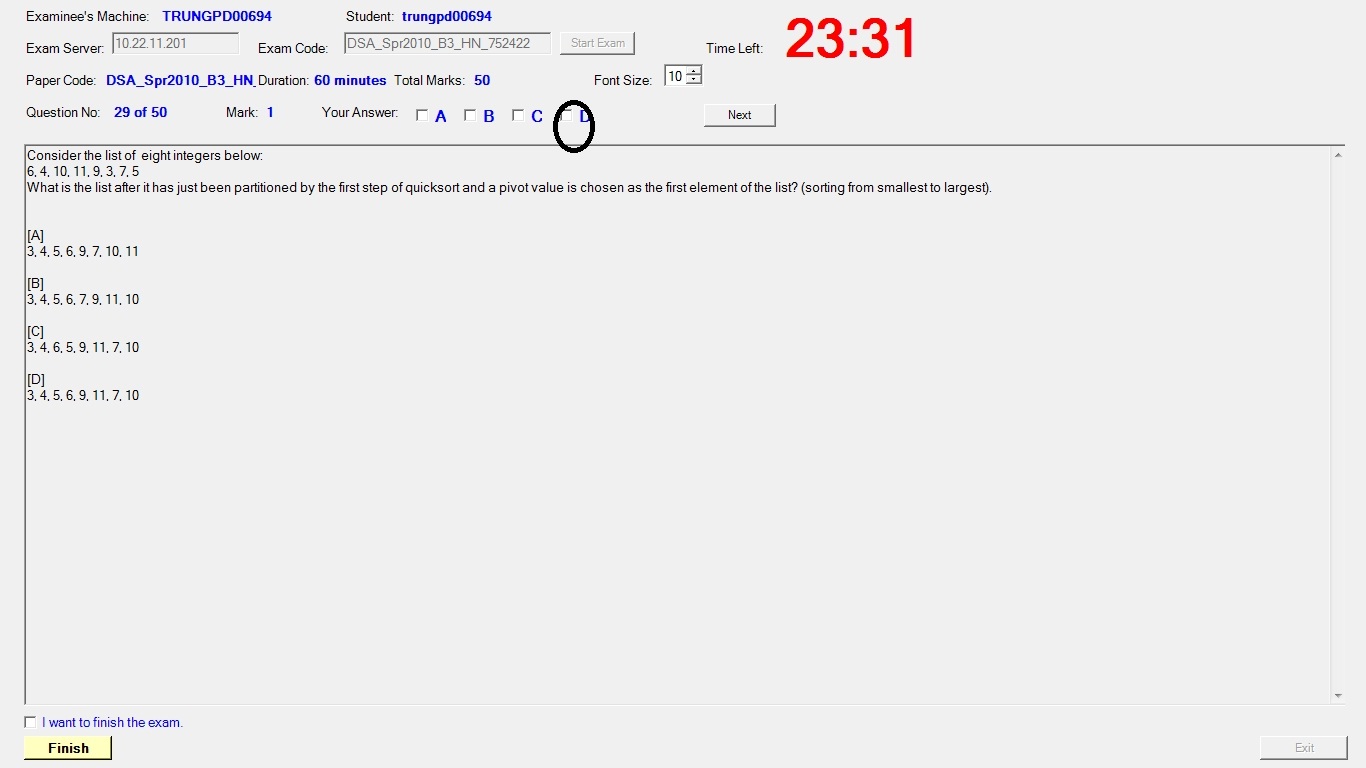 Examinee's Machine: TRUNGPD00694 Student: trungpd00694
Exam Server: 10.22.11.201 Exam Code: DSA_Spr2010_B3_HN_752422 Start Exam Time Left: 23:31
Paper Code: DSA_Spr2010_B3_HN_ Duration: 60 minutes Total Marks: 50 Font Size: 10
Question No: 29 of 50 Mark: 1 Your Answer: A B C D Next
Consider the list of eight integers below:
6, 4, 10, 11, 9, 3, 7, 5
What is the list after it has just been partitioned by the first step of quicksort and a pivot value is chosen as the first element of the list? (sorting from smallest to largest).
[A]
3, 4, 5, 6, 9, 7, 10, 11
[B]
3, 4, 5, 6, 7, 9, 11, 10
[C]
3, 4, 6, 5, 9, 11, 7, 10
[D]
3, 4, 5, 6, 9, 11, 7, 10
I want to finish the exam.
Finish Exit